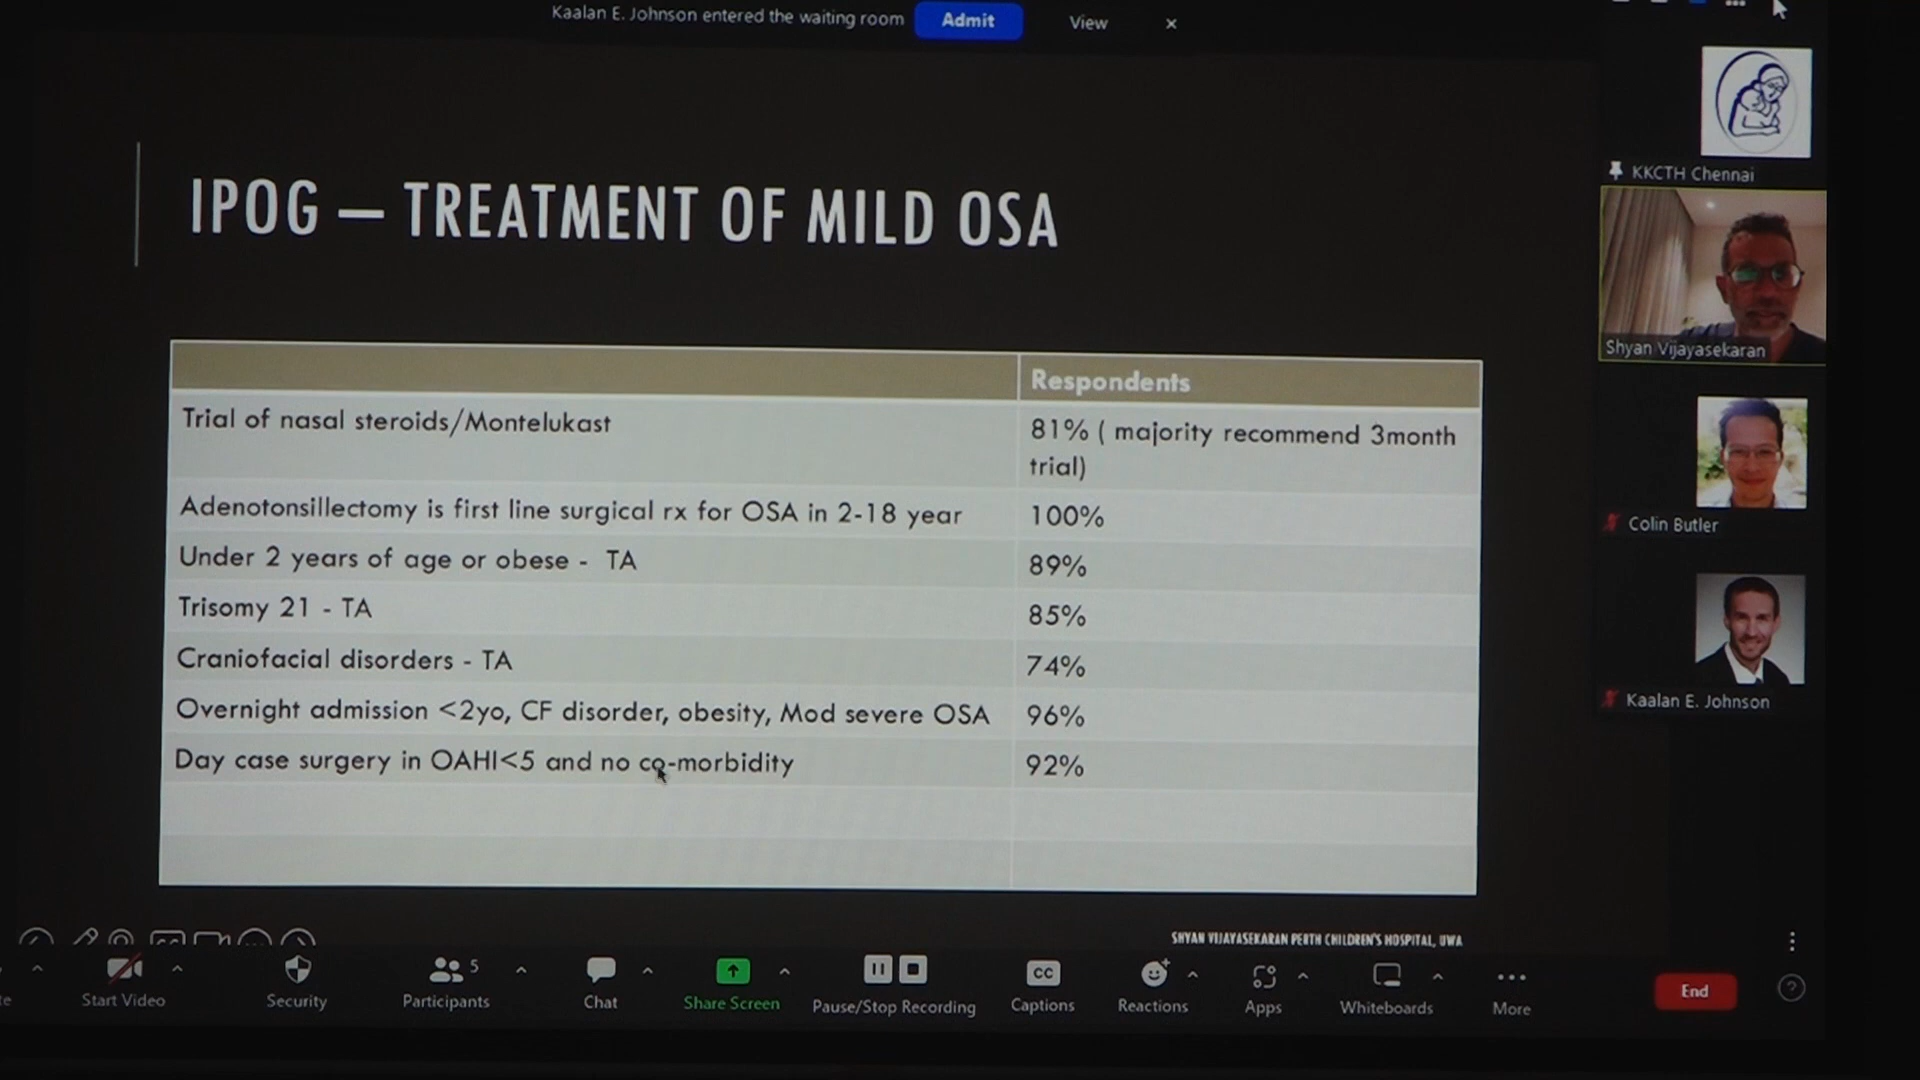 Kaalan E. Johnson entered the waiting room Admit View ×
IPOG – TREATMENT OF MILD OSA
Respondents
Trial of nasal steroids/Montelukast
81% ( majority recommend 3month
trial)
Adenotonsillectomy is first line surgical rx for OSA in 2-18 year
100%
Under 2 years of age or obese - TA
89%
Trisomy 21 - TA
85%
Craniofacial disorders - TA
74%
Overnight admission <2yo, CF disorder, obesity, Mod severe OSA
96%
Day case surgery in OAHI<5 and no co-morbidity
92%
SHYAN VIJAYASEKARAN PERTH CHILDREN'S HOSPITAL, UWA
KKCTH Chennai
Shyan Vijayasekaran
Colin Butler
Kaalan E. Johnson
Start Video
Security
5
Participants
Chat
Share Screen
Pause/Stop Recording
CC
Captions
Reactions
Apps
Whiteboards
More
End
?